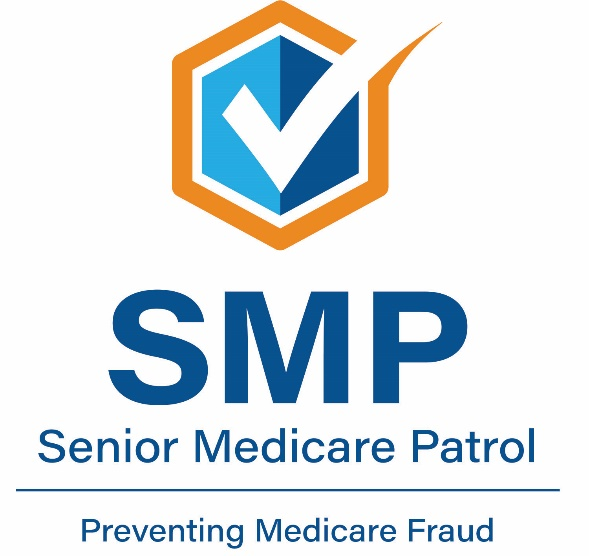 SMP
Senior Medicare Patrol
Preventing Medicare Fraud